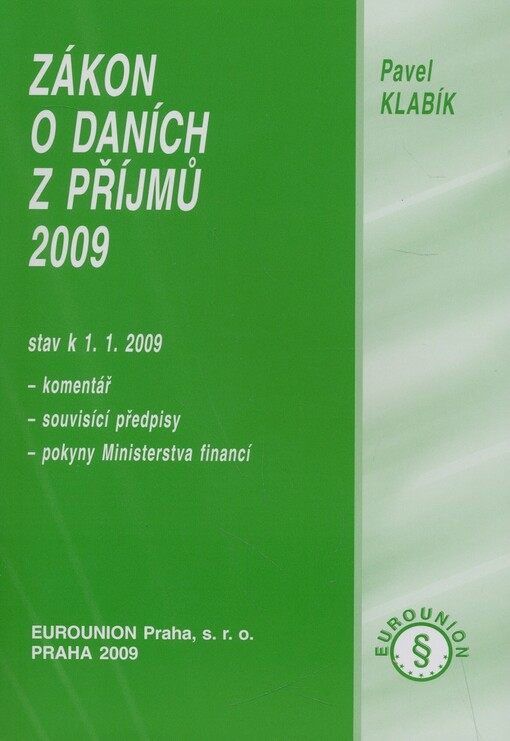 ZÁKON
O DANÍCH
Z PŘÍJMŮ
2009
Pavel
KLABÍK
stav k 1. 1. 2009
– komentář
– souvisící předpisy
– pokyny Ministerstva financí
EUROUNION Praha, s. r. o.
PRAHA 2009
EUROUNION
§